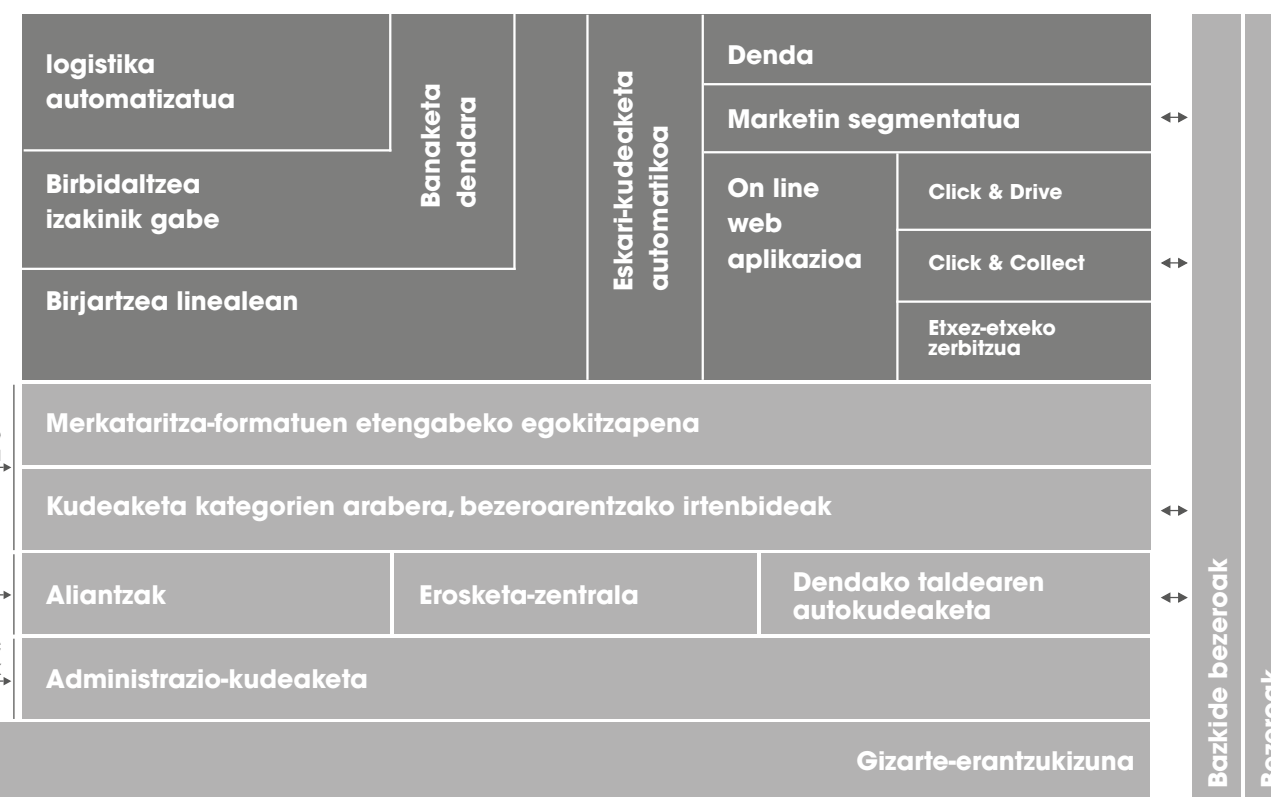 logistika
automatizatua
Birbidaltzea
izakinik gabe
Birjartzea linealean
Banaketa
dendara
Eskari-kudeaketa
automatikoa
Denda
Marketin segmentatua
On line
web
aplikazioa
Click & Drive
Click & Collect
Etxez-etxeko
zerbitzua
Merkataritza-formatuen etengabeko egokitzapena
Kudeaketa kategorien arabera, bezeroarentzako irtenbideak
Aliantzak
Erosketa-zentrala
Dendako taldearen
autokudeaketa
Administrazio-kudeaketa
Gizarte-erantzukizuna
Bazkide bezeroak
Bezeroak